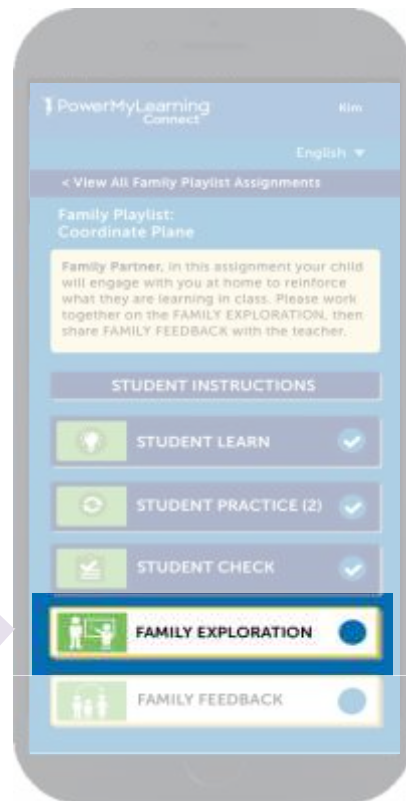 PowerMyLearning
Connect
Kim
English
< View All Family Playlist Assignments
Family Playlist:
Coordinate Plane
Family Partner, in this assignment your child
will engage with you at home to reinforce
what they are learning in class. Please work
together on the FAMILY EXPLORATION, then
share FAMILY FEEDBACK with the teacher.
STUDENT INSTRUCTIONS
STUDENT LEARN
STUDENT PRACTICE (2)
STUDENT CHECK
FAMILY EXPLORATION
FAMILY FEEDBACK